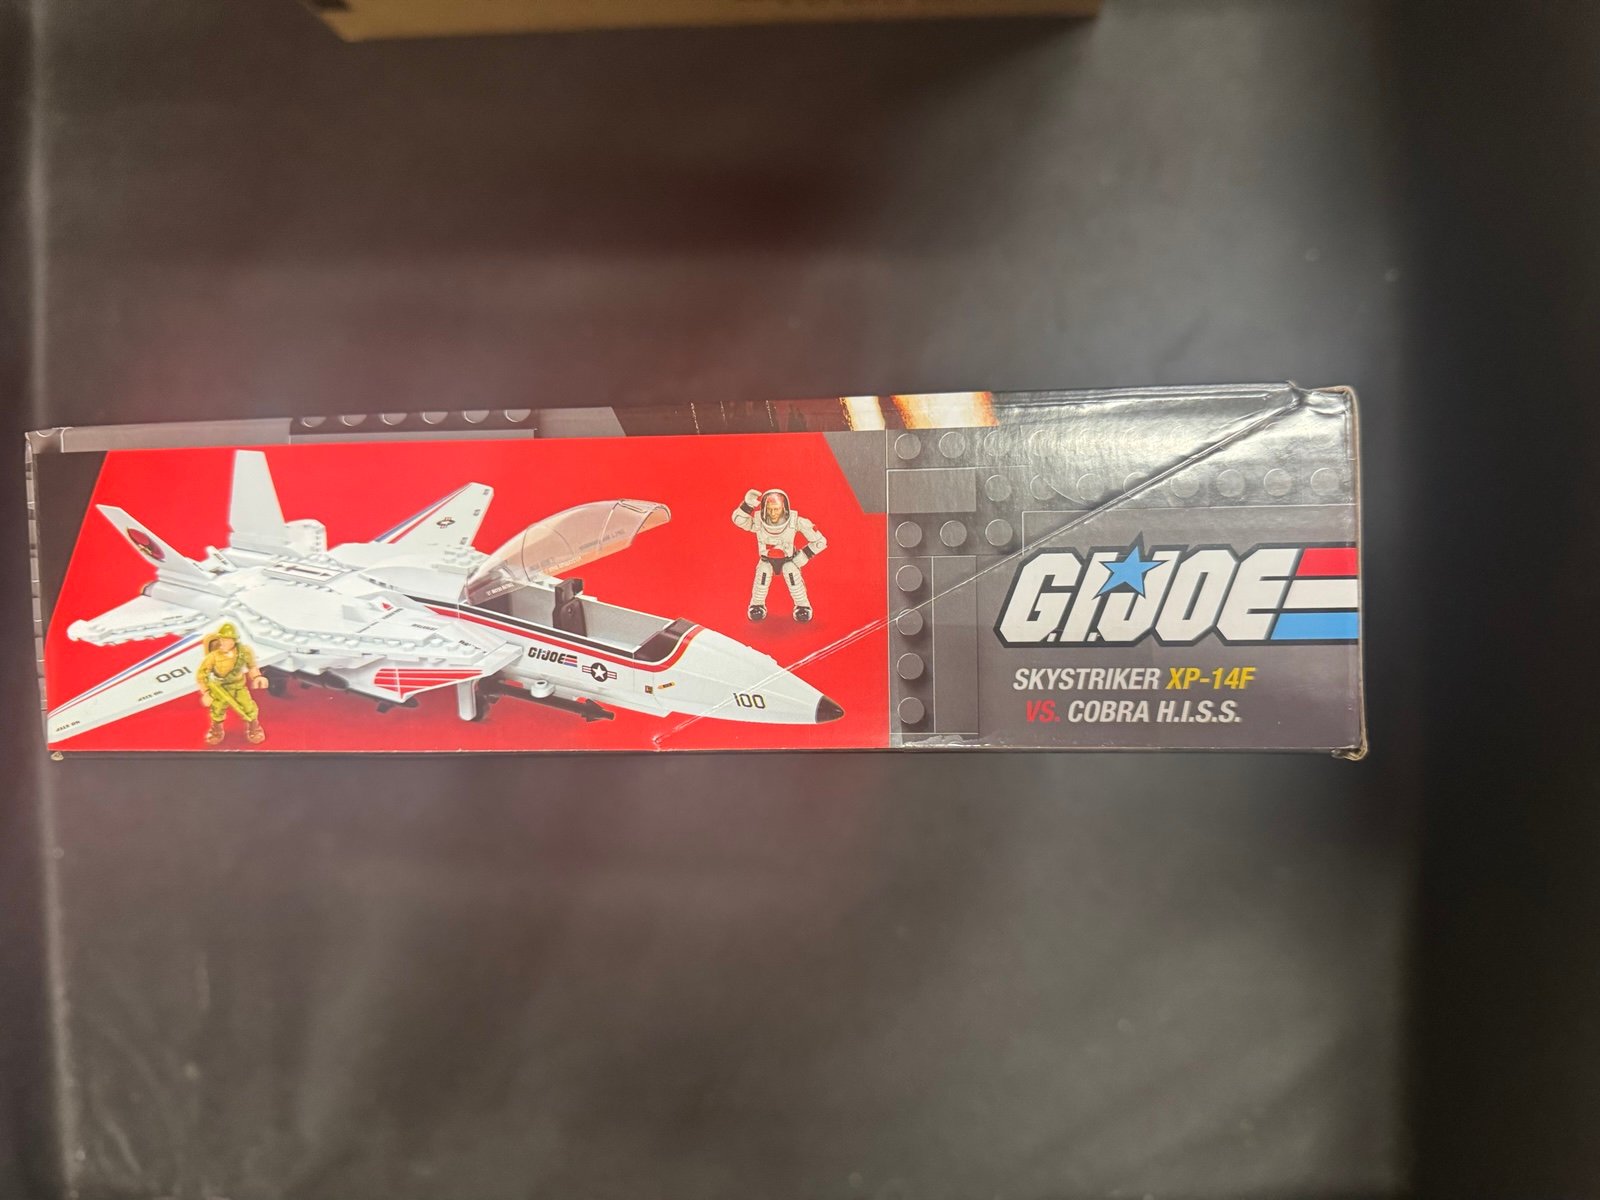 G.I. JOE
SKYSTRIKER XP-14F
VS. COBRA H.I.S.S.
G.I. JOE
100
001